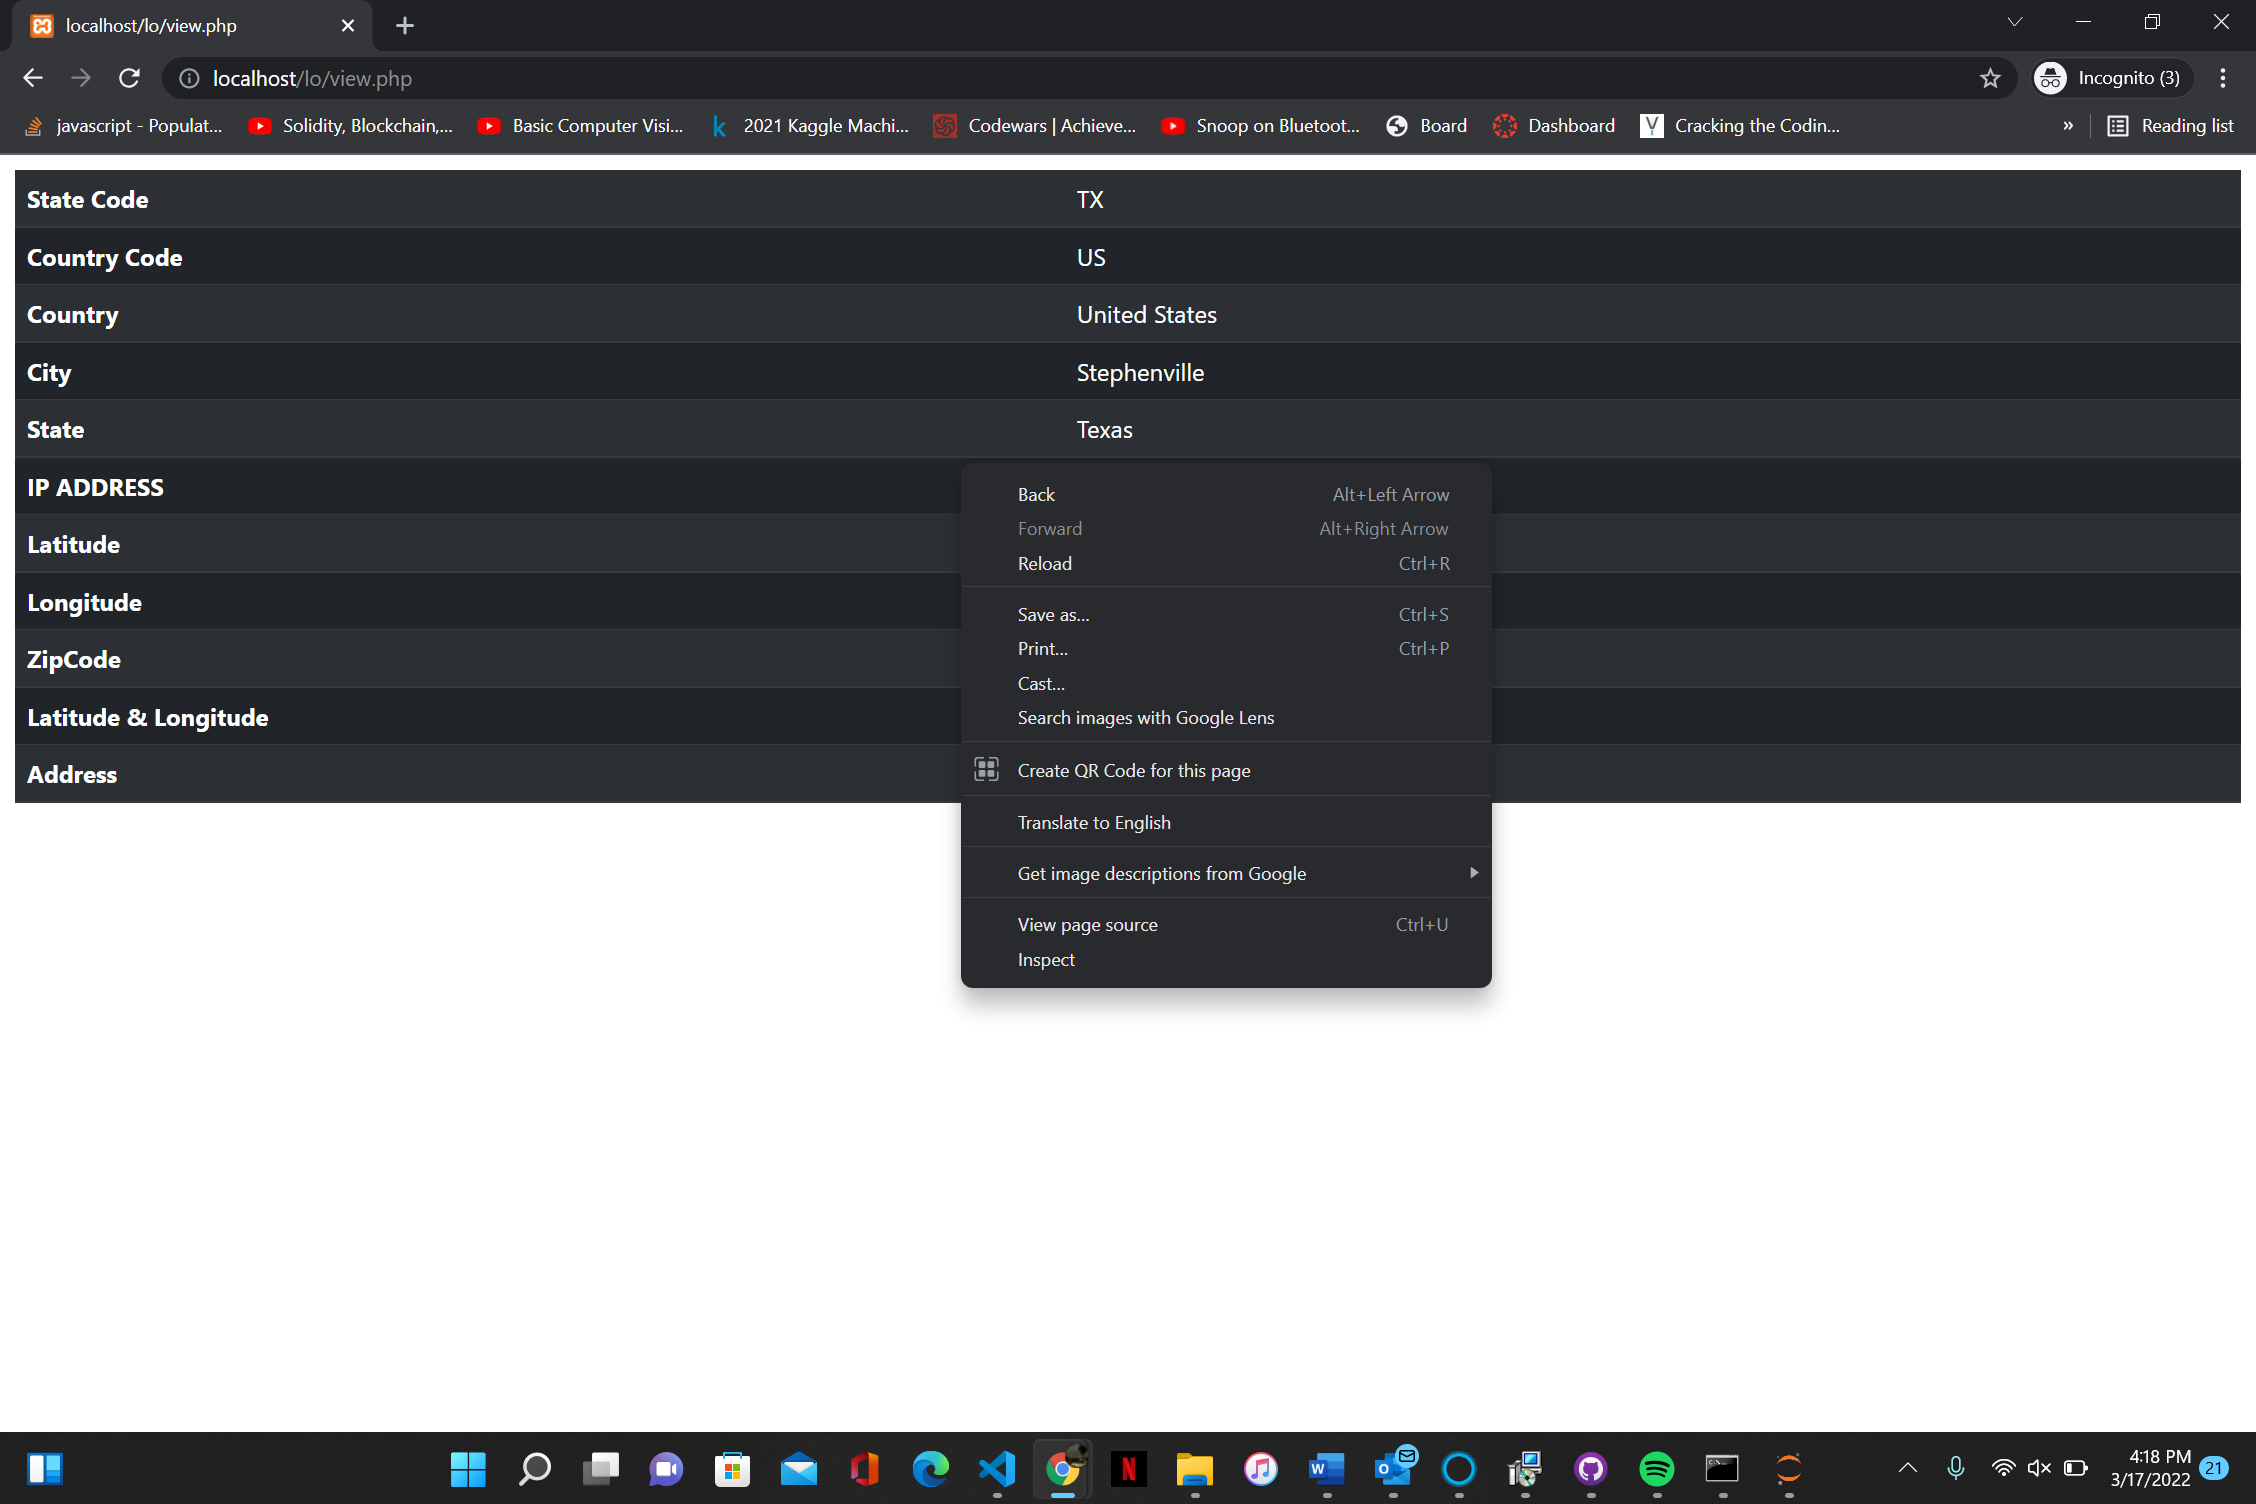 localhost/lo/view.php
localhost/lo/view.php
Incognito (3)
javascript - Populat...
Solidity, Blockchain,...
Basic Computer Visi...
2021 Kaggle Machi...
Codewars | Achieve...
Snoop on Bluetoot...
Board
Dashboard
Cracking the Codin...
»
Reading list
State Code TX
Country Code US
Country United States
City Stephenville
State Texas
IP ADDRESS
Latitude
Longitude
ZipCode
Latitude & Longitude
Address
Back Alt+Left Arrow
Forward Alt+Right Arrow
Reload Ctrl+R
Save as... Ctrl+S
Print... Ctrl+P
Cast...
Search images with Google Lens
Create QR Code for this page
Translate to English
Get image descriptions from Google
View page source Ctrl+U
Inspect
4:18 PM
3/17/2022
21